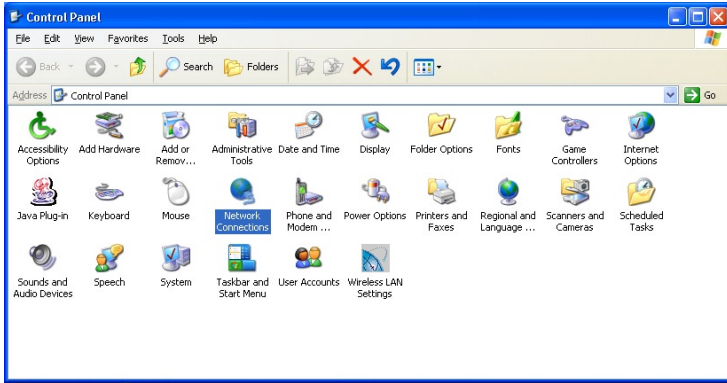 Control Panel
File Edit View Favorites Tools Help
Back Search Folders
Address Control Panel Go
Accessibility Options Add Hardware Add or Remov... Administrative Tools Date and Time Display Folder Options Fonts Game Controllers Internet Options
Java Plug-in Keyboard Mouse Network Connections Phone and Modem ... Power Options Printers and Faxes Regional and Language ... Scanners and Cameras Scheduled Tasks
Sounds and Audio Devices Speech System Taskbar and Start Menu User Accounts Wireless LAN Settings